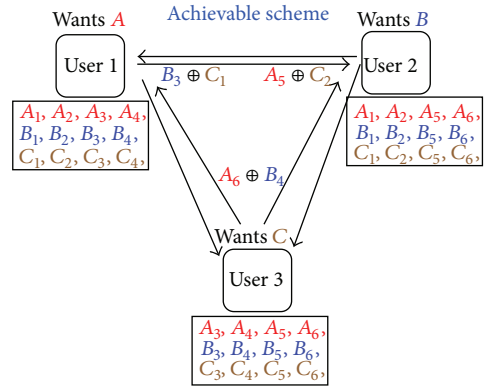 Achievable scheme
Wants A
Wants B
User 1
User 2
B₃ ⊕ C₁
A₅ ⊕ C₂
A₁, A₂, A₃, A₄,
B₁, B₂, B₃, B₄,
C₁, C₂, C₃, C₄,
A₁, A₂, A₅, A₆,
B₁, B₂, B₅, B₆,
C₁, C₂, C₅, C₆,
A₆ ⊕ B₄
Wants C
User 3
A₃, A₄, A₅, A₆,
B₃, B₄, B₅, B₆,
C₃, C₄, C₅, C₆,